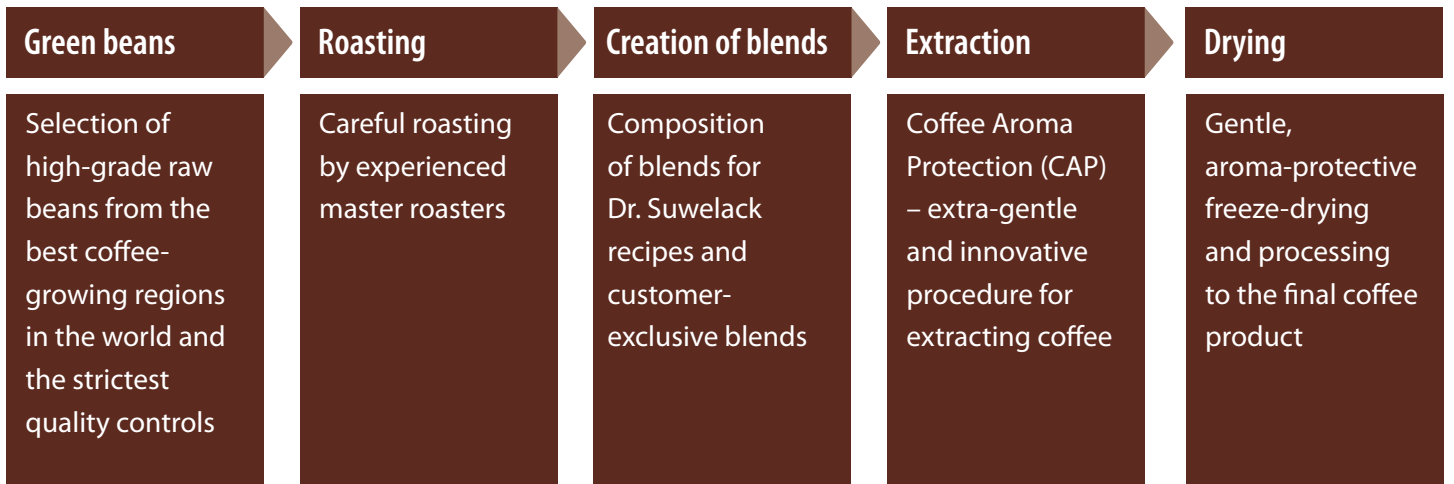 Green beans
Selection of
high-grade raw
beans from the
best coffee-
growing regions
in the world and
the strictest
quality controls
Roasting
Careful roasting
by experienced
master roasters
Creation of blends
Composition
of blends for
Dr. Suwelack
recipes and
customer-
exclusive blends
Extraction
Coffee Aroma
Protection (CAP)
– extra-gentle
and innovative
procedure for
extracting coffee
Drying
Gentle,
aroma-protective
freeze-drying
and processing
to the final coffee
product